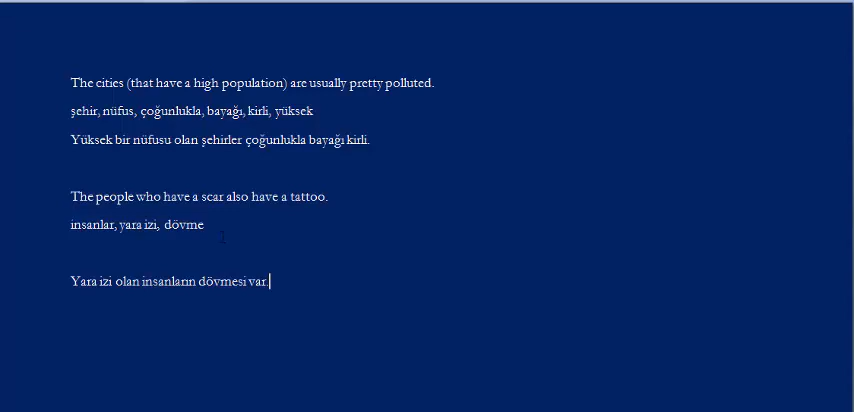 The cities (that have a high population) are usually pretty polluted.
şehir, nüfus, çoğunlukla, bayağı, kirli, yüksek
Yüksek bir nüfusu olan şehirler çoğunlukla bayağı kirli.
The people who have a scar also have a tattoo.
insanlar, yara izi, dövme
Yara izi olan insanların dövmesi var.